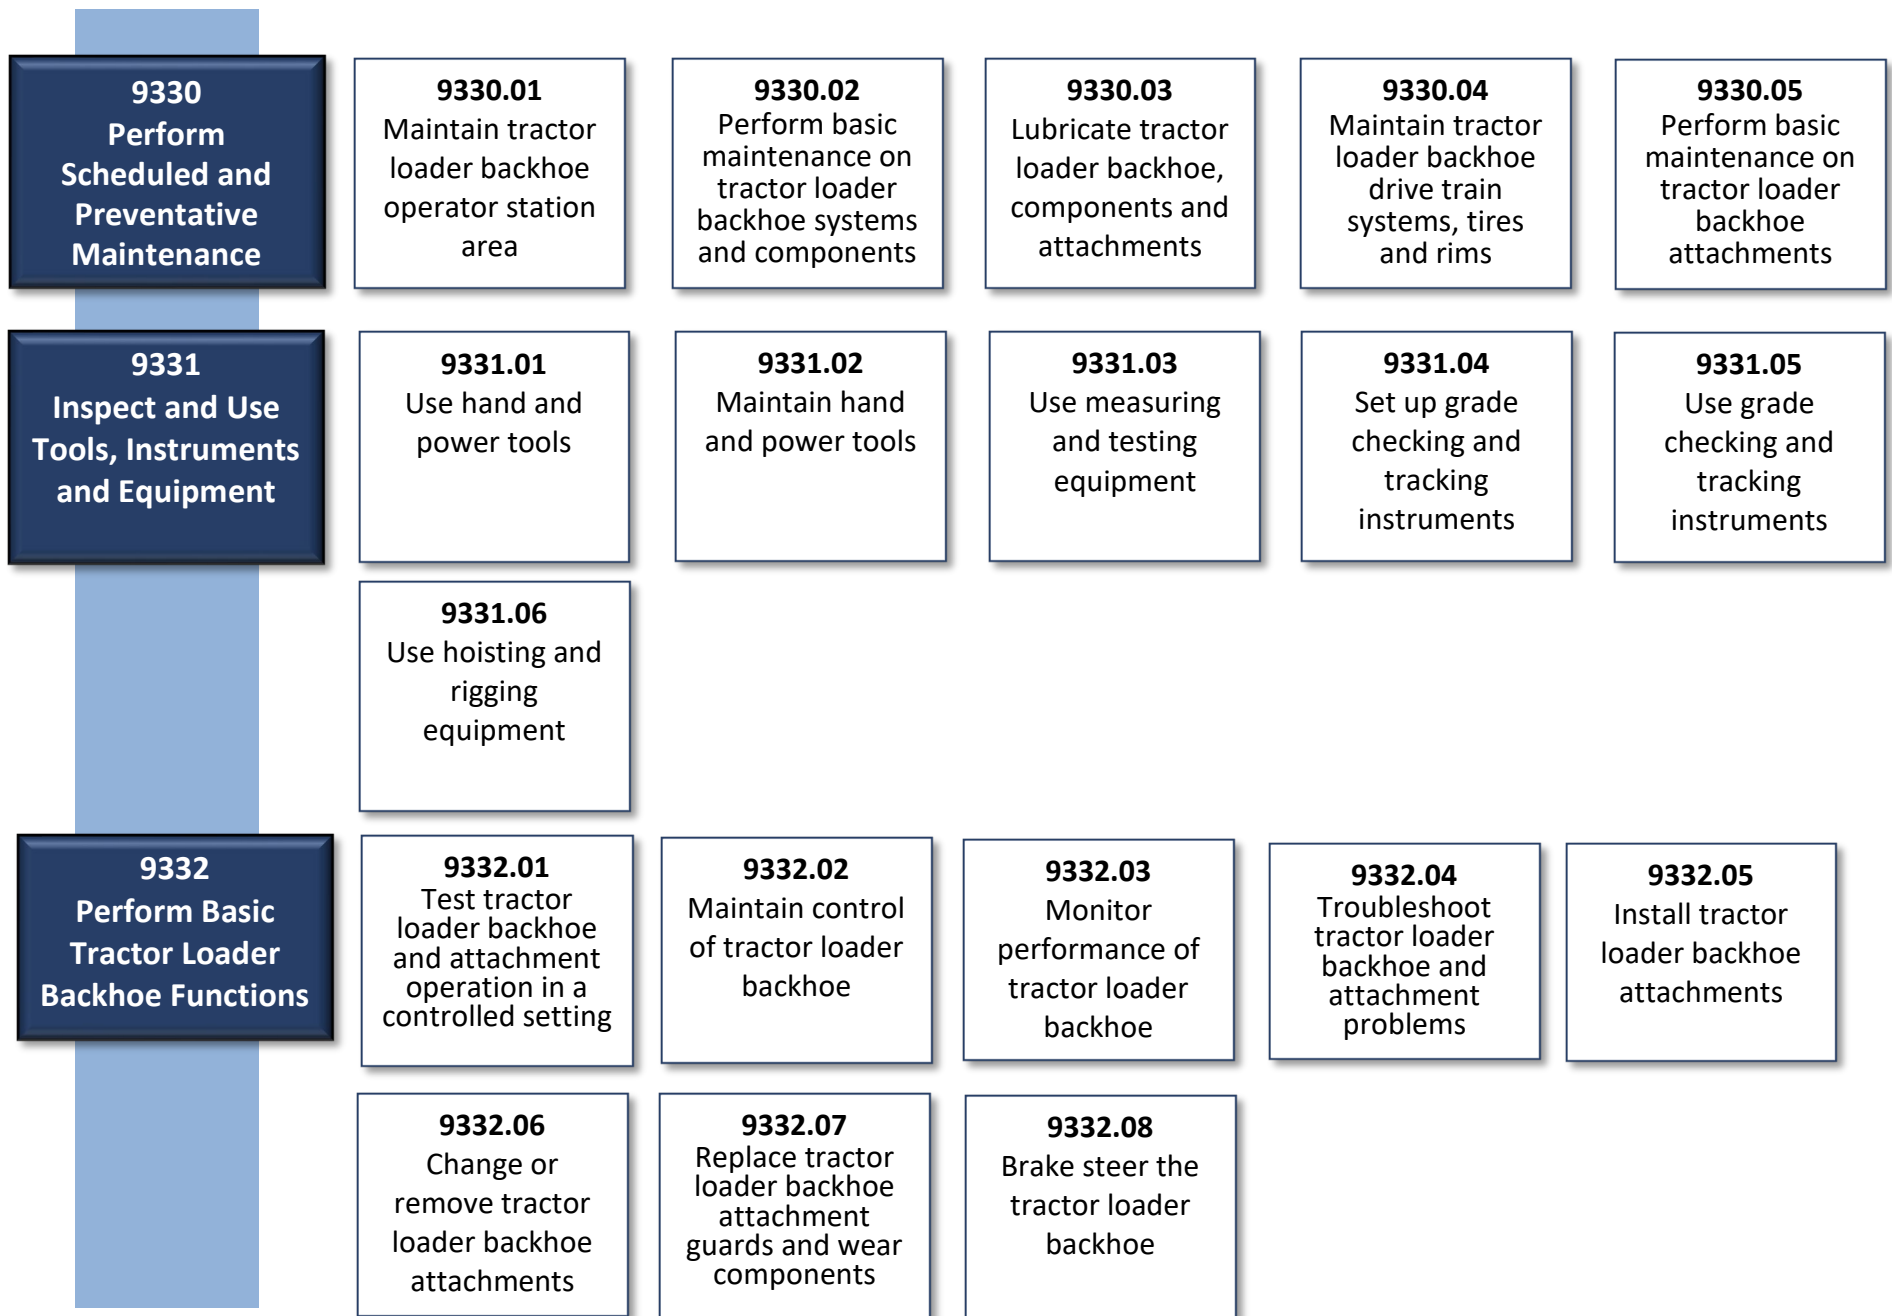 9330
Perform
Scheduled and
Preventative
Maintenance
9330.01
Maintain tractor
loader backhoe
operator station
area
9330.02
Perform basic
maintenance on
tractor loader
backhoe systems
and components
9330.03
Lubricate tractor
loader backhoe,
components and
attachments
9330.04
Maintain tractor
loader backhoe
drive train
systems, tires
and rims
9330.05
Perform basic
maintenance on
tractor loader
backhoe
attachments
9331
Inspect and Use
Tools, Instruments
and Equipment
9331.01
Use hand and
power tools
9331.02
Maintain hand
and power tools
9331.03
Use measuring
and testing
equipment
9331.04
Set up grade
checking and
tracking
instruments
9331.05
Use grade
checking and
tracking
instruments
9331.06
Use hoisting and
rigging
equipment
9332
Perform Basic
Tractor Loader
Backhoe Functions
9332.01
Test tractor
loader backhoe
and attachment
operation in a
controlled setting
9332.02
Maintain control
of tractor loader
backhoe
9332.03
Monitor
performance of
tractor loader
backhoe
9332.04
Troubleshoot
tractor loader
backhoe and
attachment
problems
9332.05
Install tractor
loader backhoe
attachments
9332.06
Change or
remove tractor
loader backhoe
attachments
9332.07
Replace tractor
loader backhoe
attachment
guards and wear
components
9332.08
Brake steer the
tractor loader
backhoe